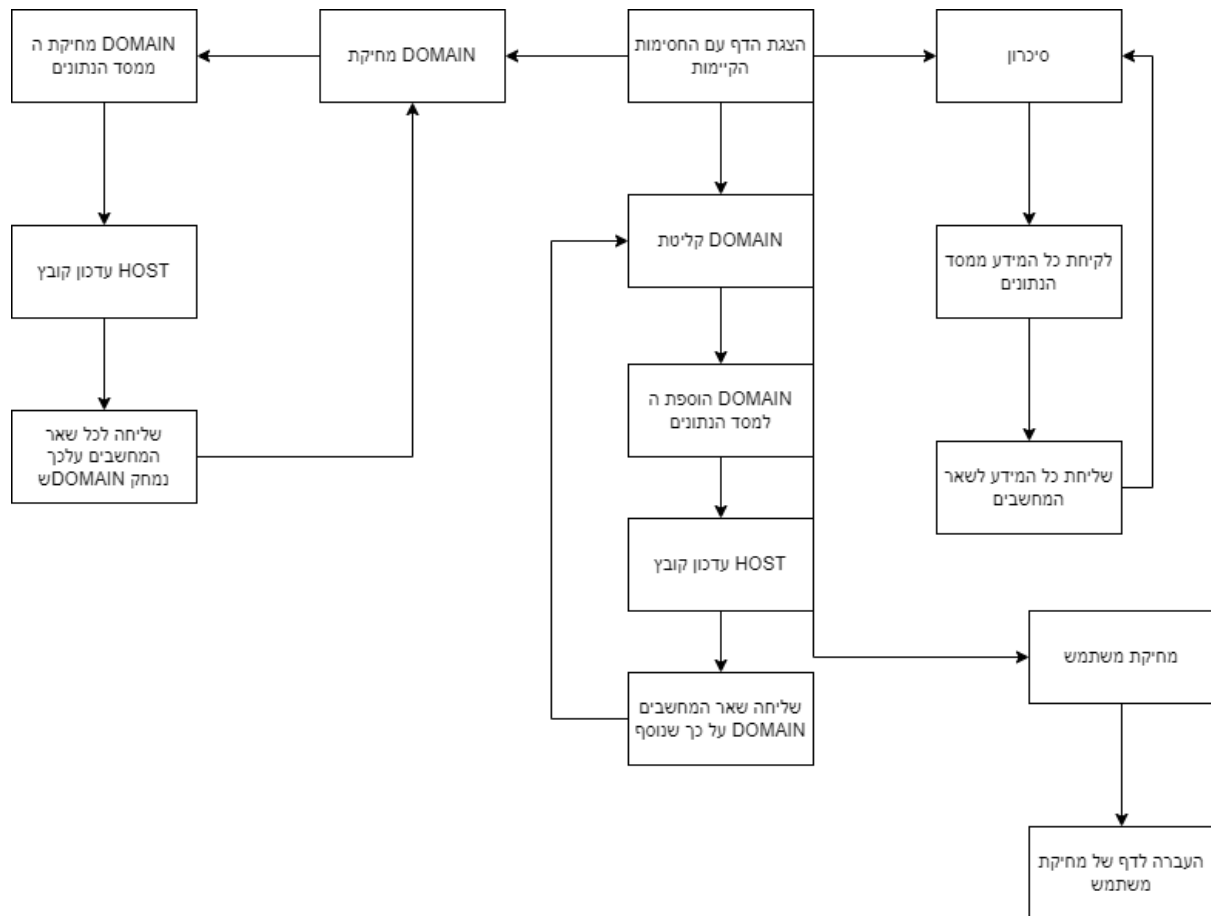 מחיקת ה DOMAIN
ממסד הנתונים
מחיקת DOMAIN
הצגת הדף עם החסימות
הקיימות
סיכרון
עדכון קובץ HOST
קליטת DOMAIN
לקיחת כל המידע ממסד
הנתונים
הוספת ה DOMAIN
למסד הנתונים
שליחה לכל שאר
המחשבים עלכך
שDOMAIN נמחק
שליחת כל המידע לשאר
המחשבים
עדכון קובץ HOST
מחיקת משתמש
שליחה שאר המחשבים
על כך שנוסף DOMAIN
העברה לדף של מחיקת
משתמש